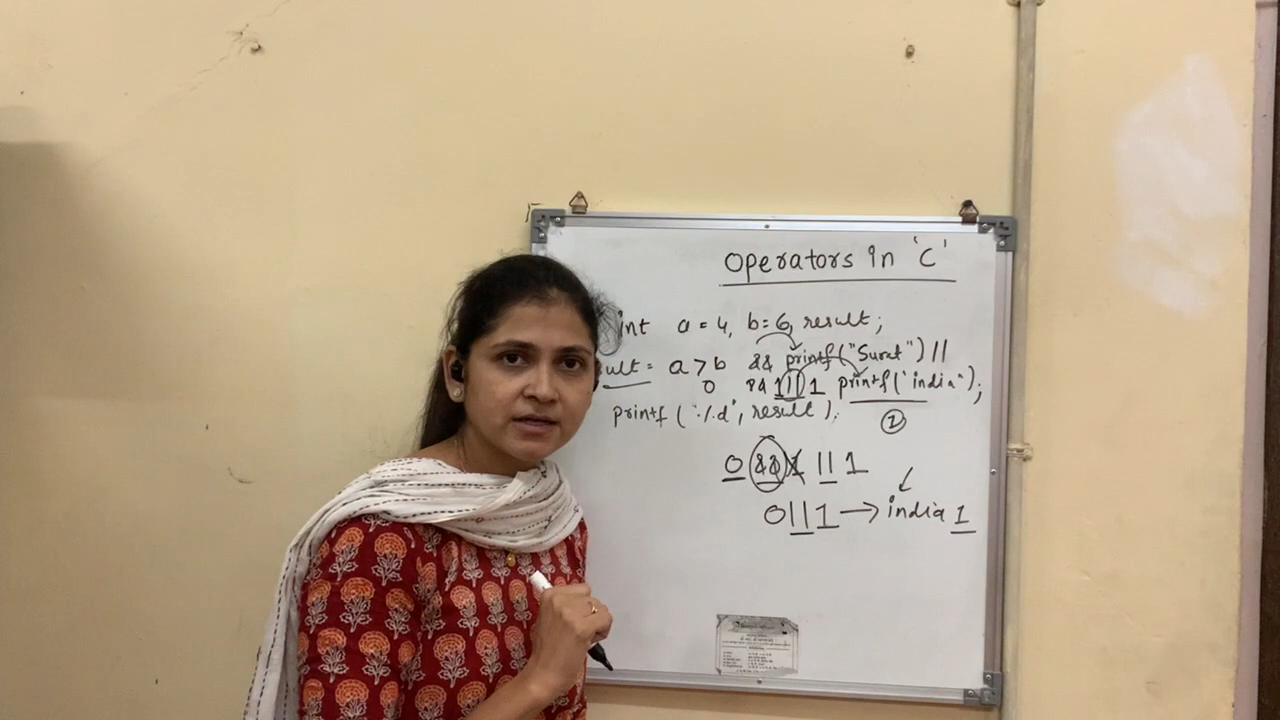 Operators in 'C'
int a = 4, b = 6, result;
ult = a > b && printf("Surat") ||
0 && 1 || 1 printf("india");
printf("%d", result);
0 && 1 || 1
0 || 1 → india 1